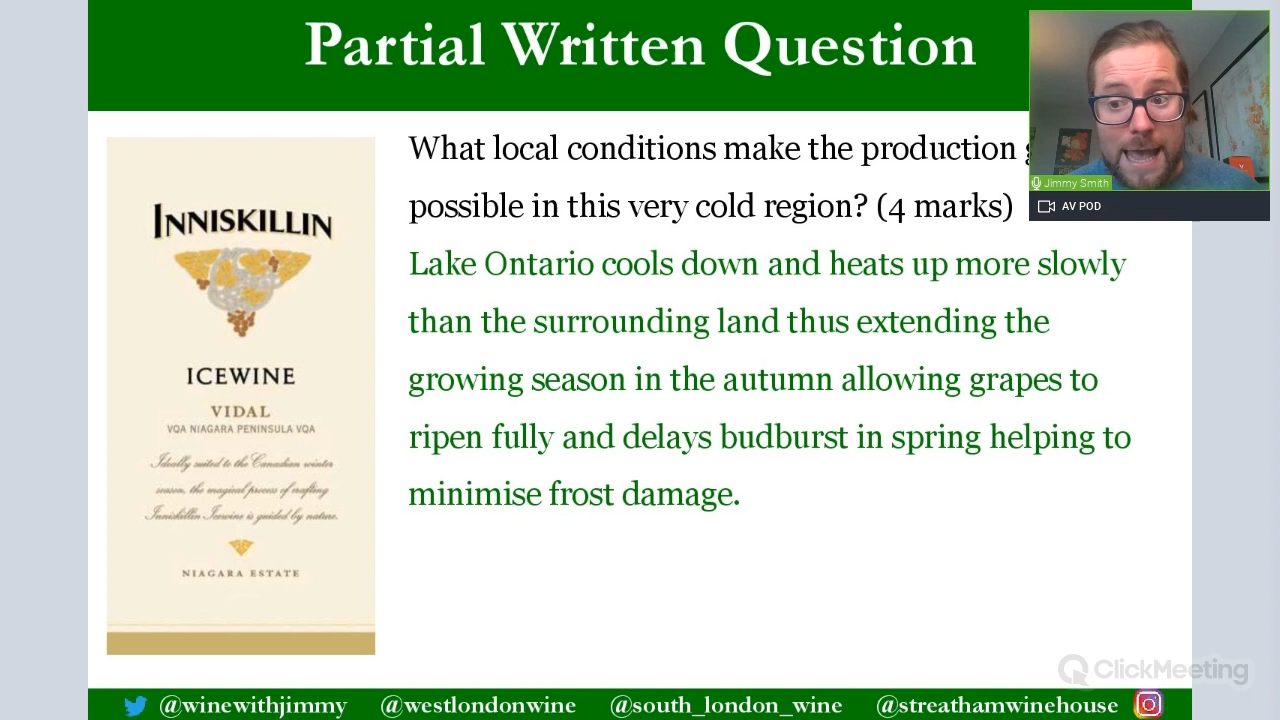 Partial Written Question
What local conditions make the production
possible in this very cold region? (4 marks)
Lake Ontario cools down and heats up more slowly
than the surrounding land thus extending the
growing season in the autumn allowing grapes to
ripen fully and delays budburst in spring helping to
minimise frost damage.
INNISKILLIN
ICEWINE
VIDAL
VQA NIAGARA PENINSULA VQA
Ideally suited to the Canadian winter
season, the magical process of crafting
Inniskillin Icewine is guided by nature.
NIAGARA ESTATE
Jimmy Smith
AV POD
ClickMeeting
@winewithjimmy @westlondonwine @south_london_wine @streathamwinehouse